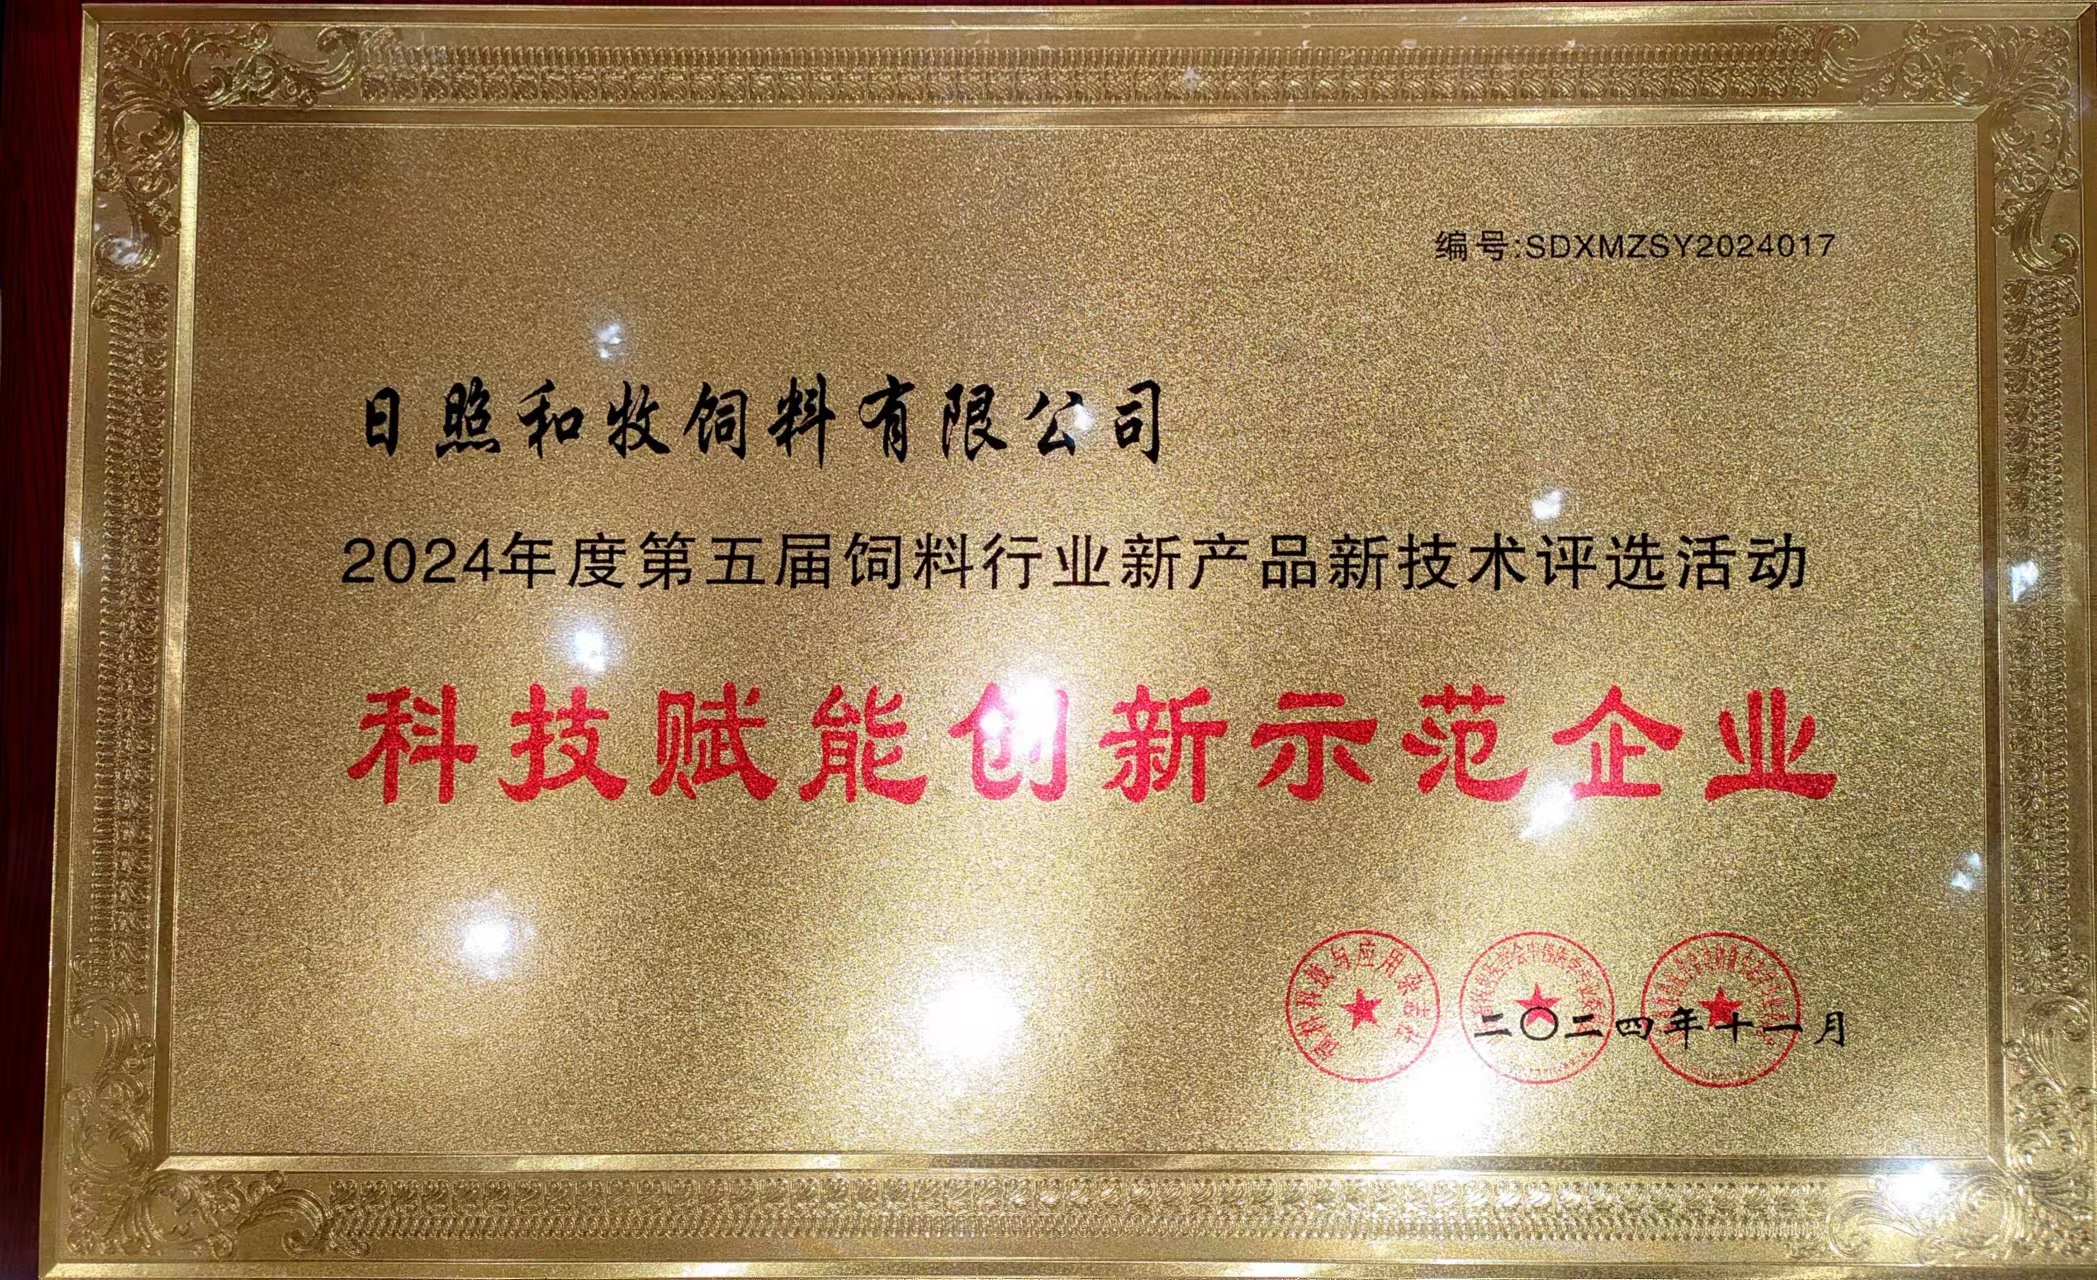 编号:SDXMZSY2024017
日照和牧饲料有限公司
2024年度第五届饲料行业新产品新技术评选活动
科技赋能创新示范企业
二〇二四年十一月